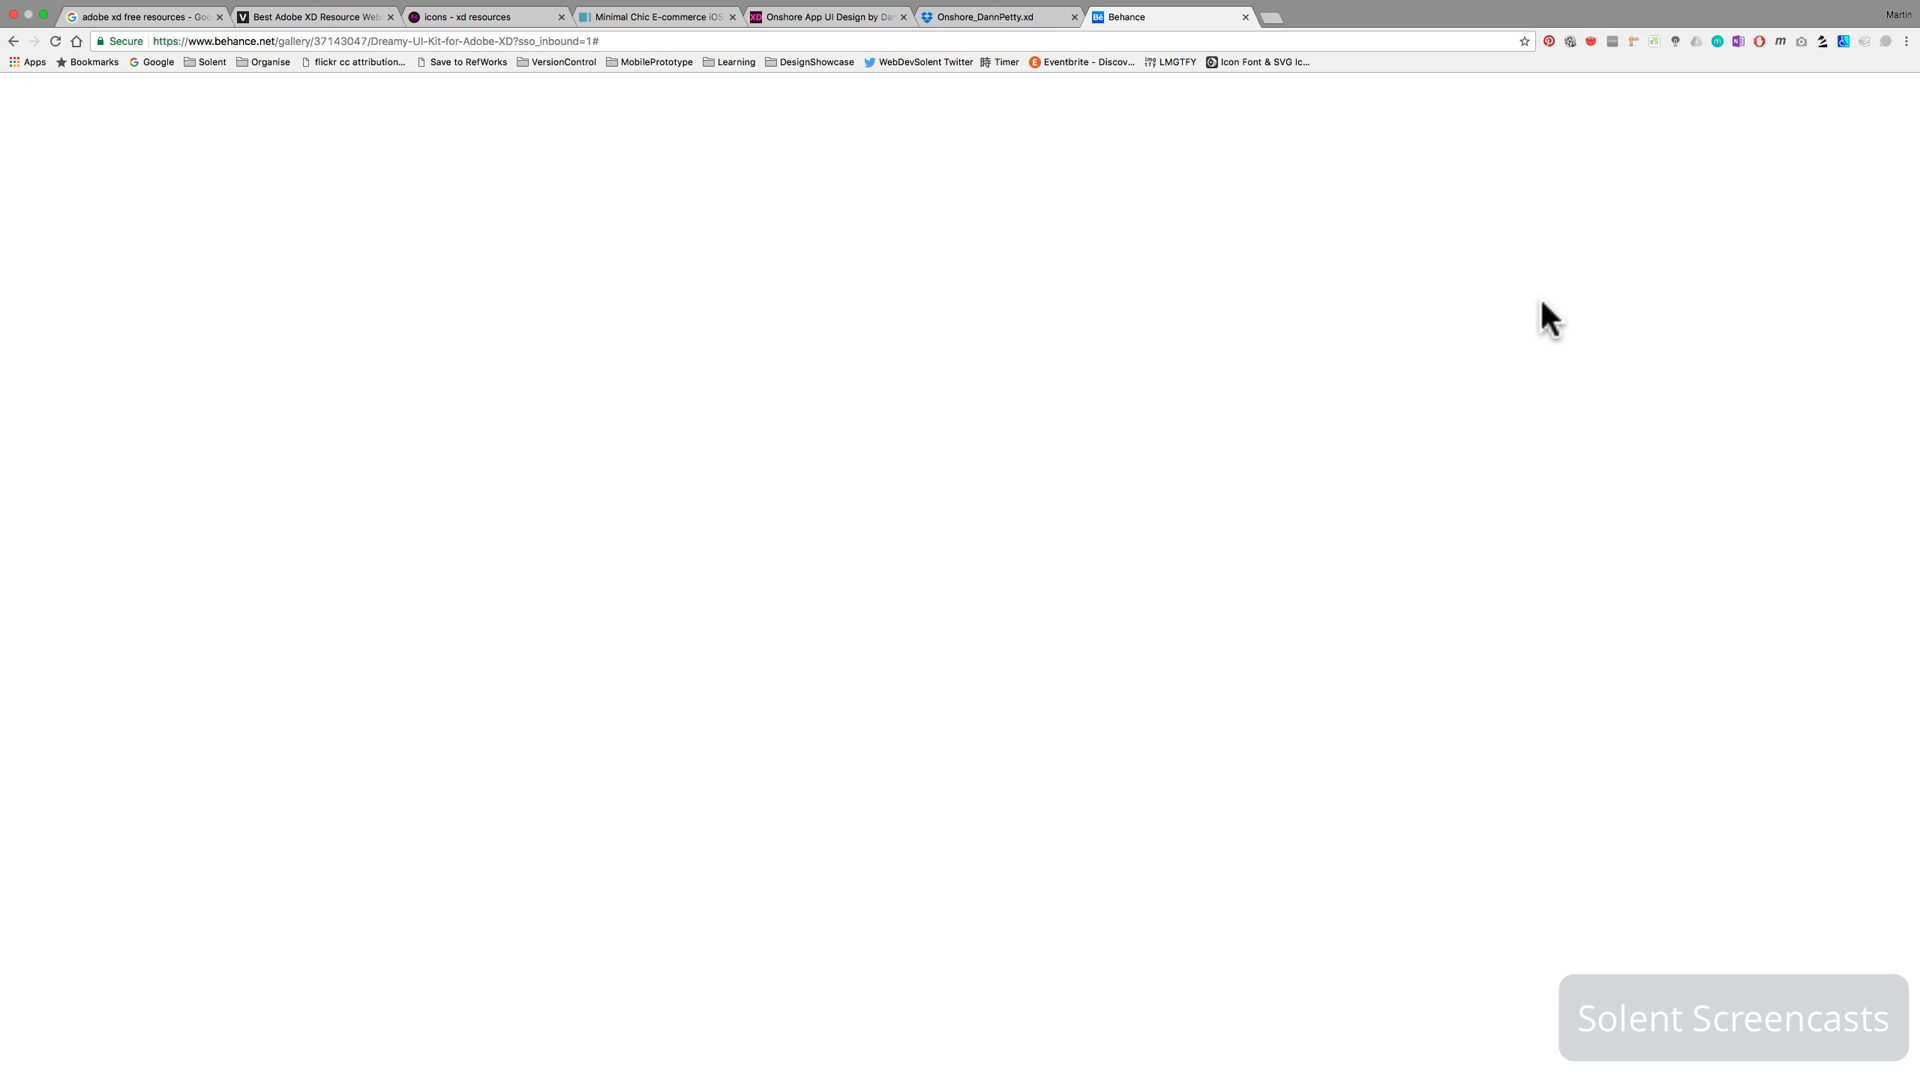 adobe xd free resources - Goo
Best Adobe XD Resource Web
icons - xd resources
Minimal Chic E-commerce iOS
Onshore App UI Design by Da
Onshore_DannPetty.xd
Behance
Martin
Secure https://www.behance.net/gallery/37143047/Dreamy-UI-Kit-for-Adobe-XD?sso_inbound=1#
Apps Bookmarks Google Solent Organise flickr cc attribution... Save to RefWorks VersionControl MobilePrototype Learning DesignShowcase WebDevSolent Twitter Timer Eventbrite - Discov... LMGTFY Icon Font & SVG Ic...
Solent Screencasts